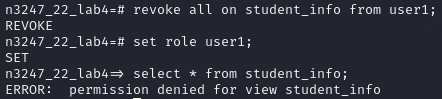 n3247_22_lab4=# revoke all on student_info from user1;
REVOKE
n3247_22_lab4=# set role user1;
SET
n3247_22_lab4=> select * from student_info;
ERROR:  permission denied for view student_info